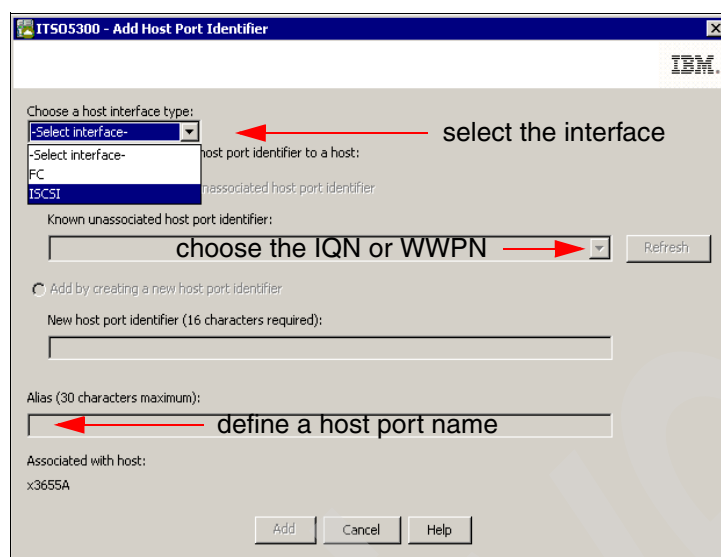 ITSO5300 - Add Host Port Identifier
IBM.
Choose a host interface type:
-Select interface-
select the interface
-Select interface-
host port identifier to a host:
FC
ISCSI
nassociated host port identifier
Known unassociated host port identifier:
choose the IQN or WWPN
Refresh
Add by creating a new host port identifier
New host port identifier (16 characters required):
Alias (30 characters maximum):
define a host port name
Associated with host:
x3655A
Add
Cancel
Help